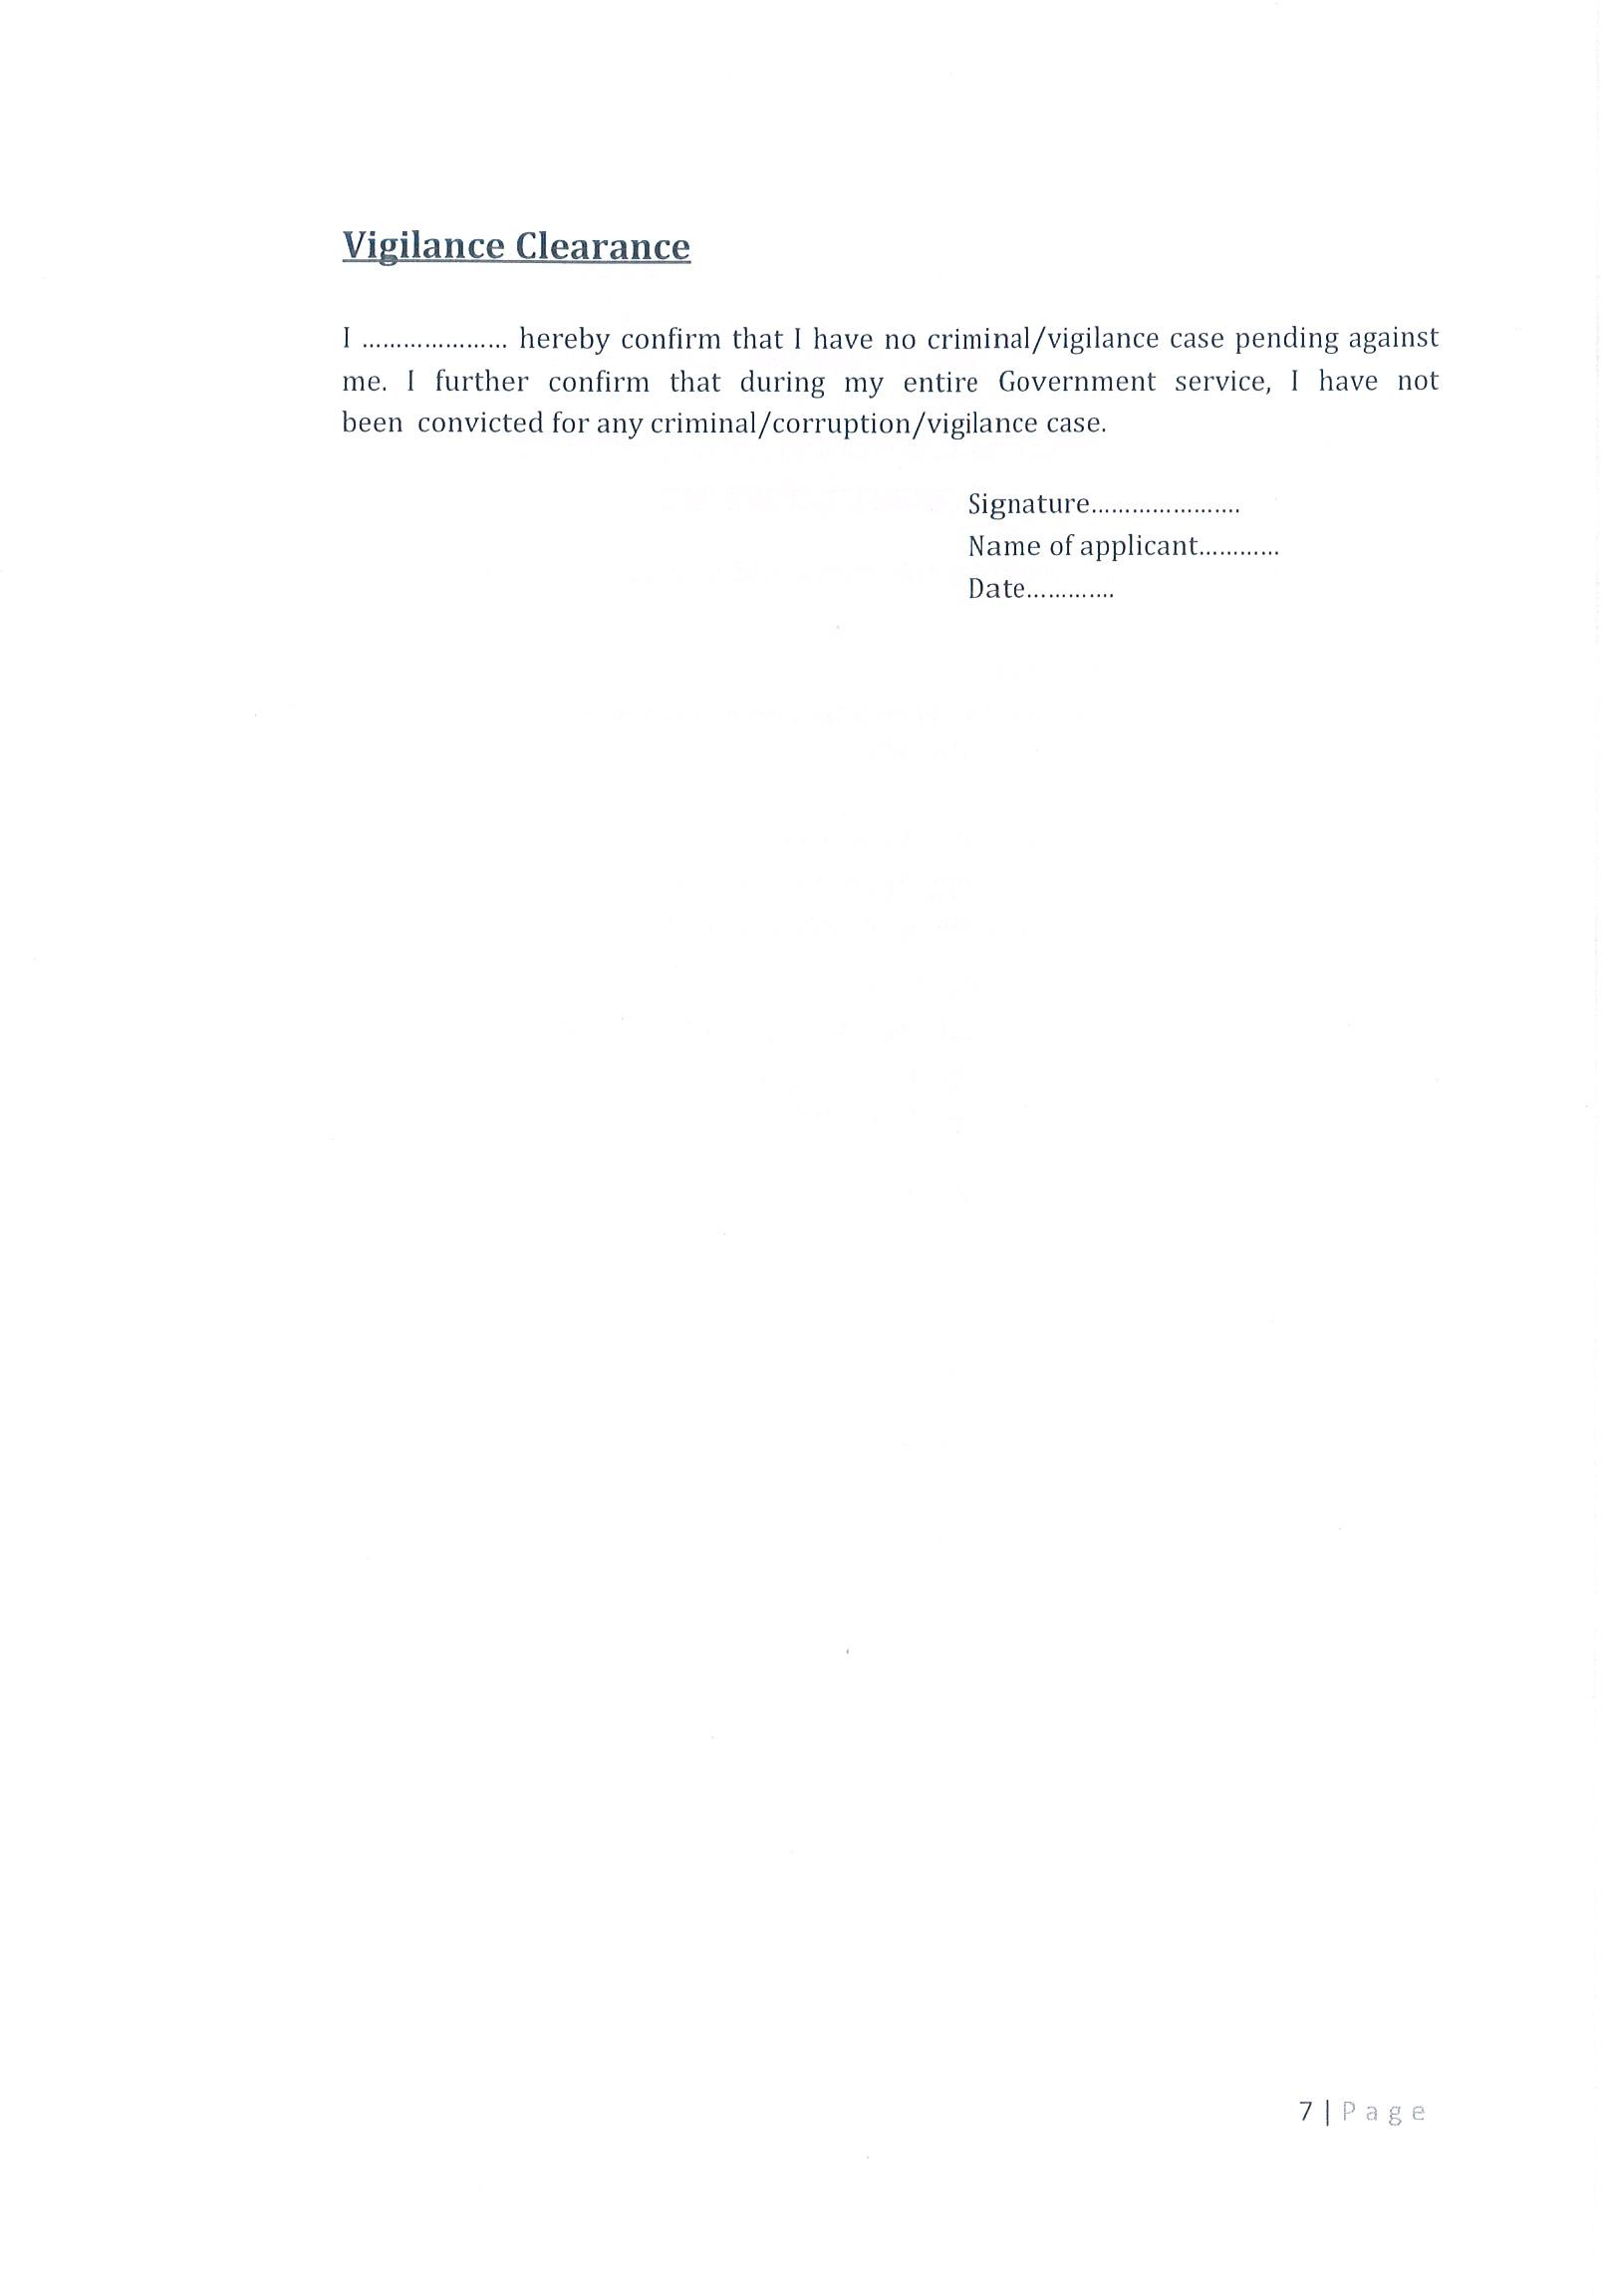 Vigilance Clearance
I ..................... hereby confirm that I have no criminal/vigilance case pending against
me. I further confirm that during my entire Government service, I have not
been convicted for any criminal/corruption/vigilance case.
Signature......................
Name of applicant............
Date.............
7 | Page